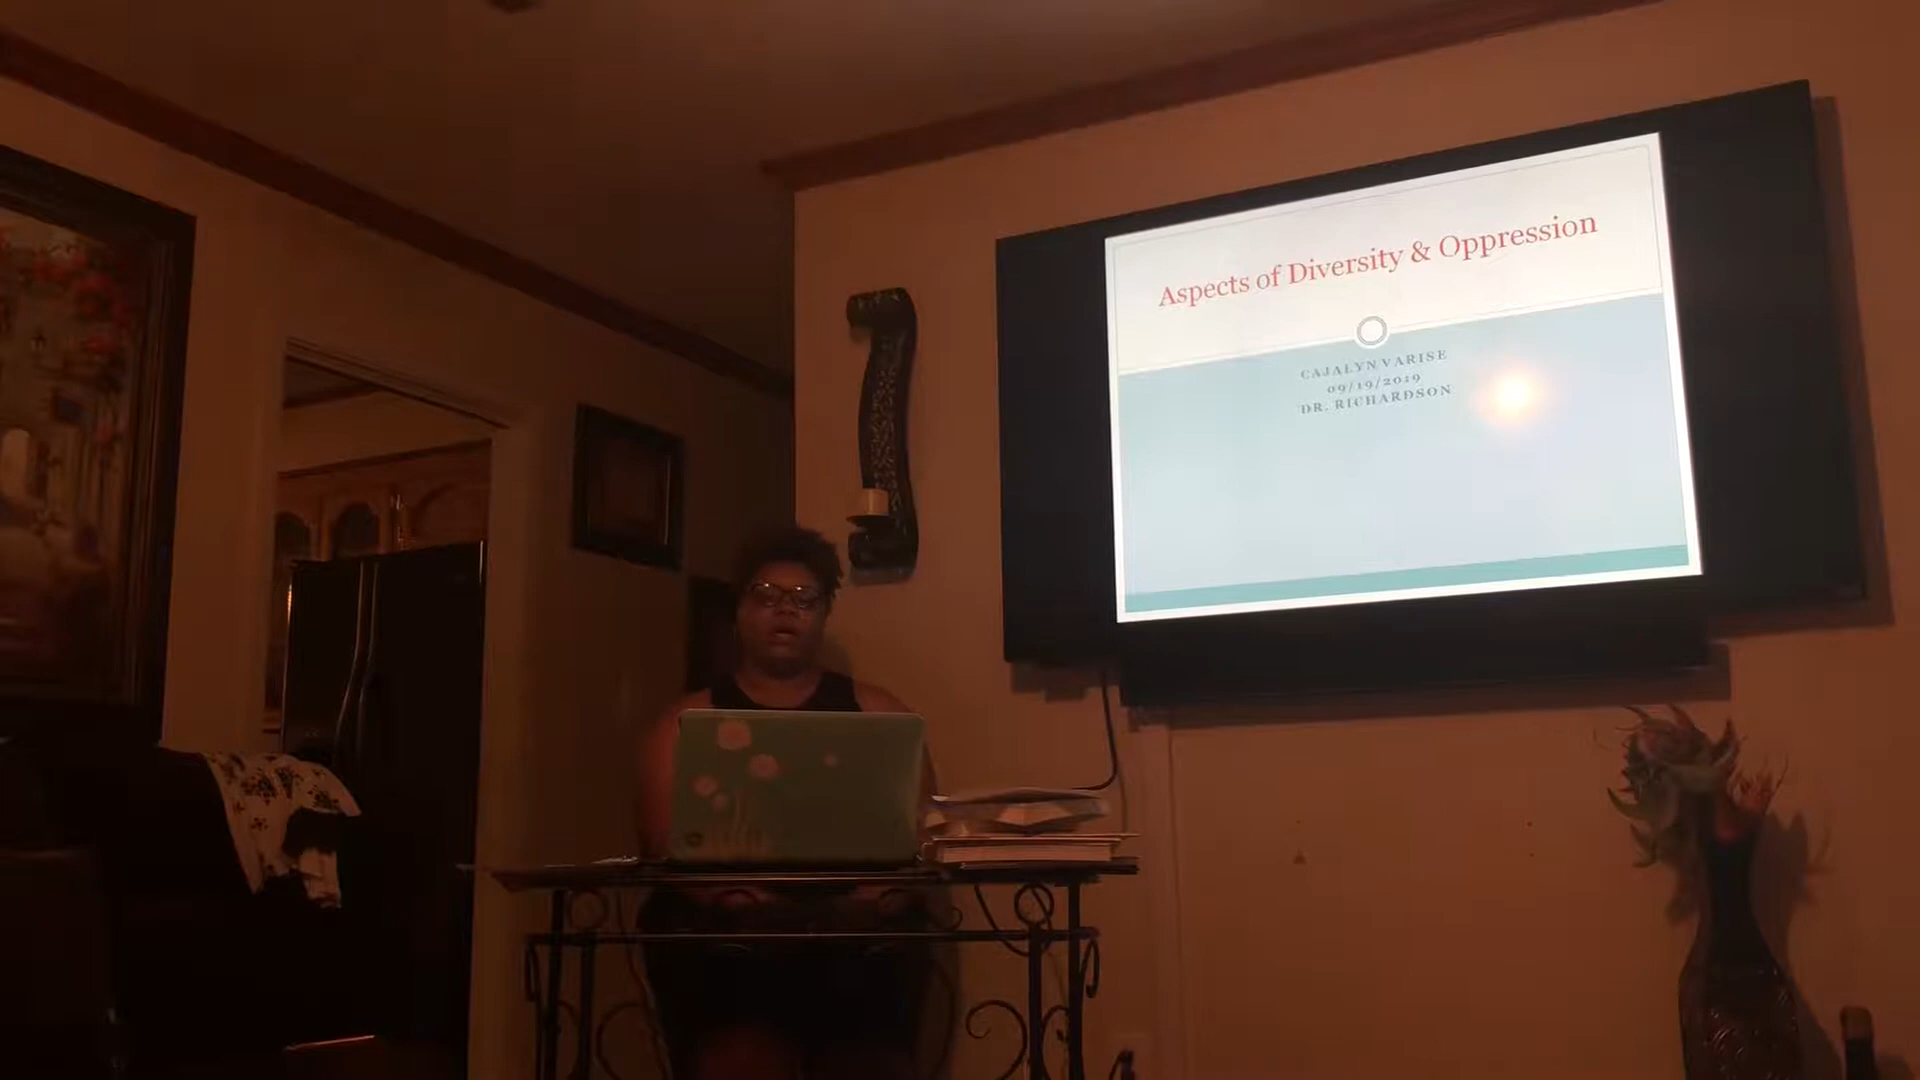 Aspects of Diversity & Oppression
CAJALYN VARISE
09/19/2019
DR. RICHARDSON